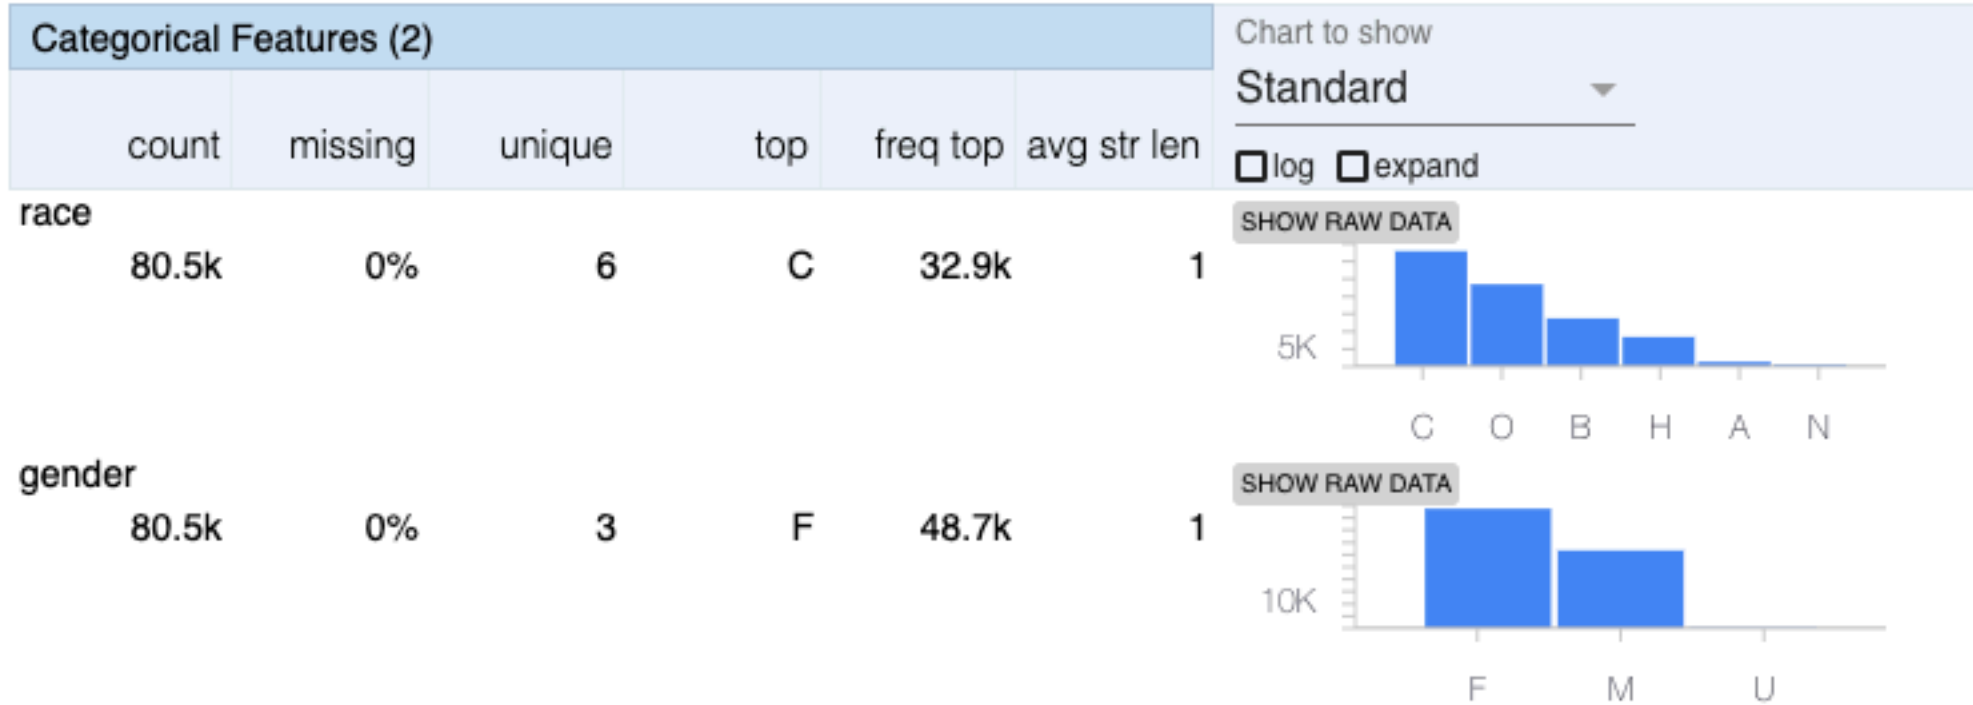 Categorical Features (2)
Chart to show
Standard
count missing unique top freq top avg str len
log expand
race
SHOW RAW DATA
80.5k 0% 6 C 32.9k 1
5K
C O B H A N
gender
SHOW RAW DATA
80.5k 0% 3 F 48.7k 1
10K
F M U